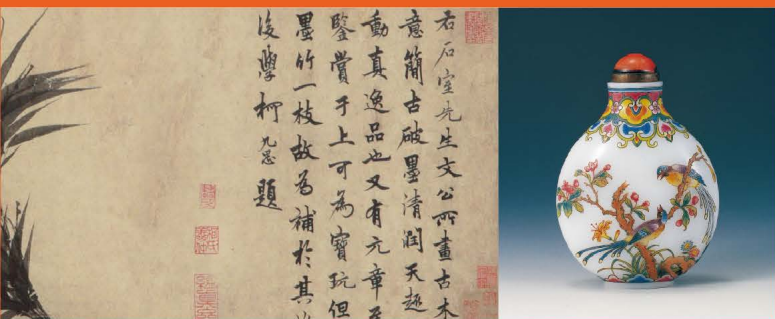 右石室先生文公所畫古木
意簡古破墨清潤天趣
動真逸品也又有元章至
鑒賞于上可為寶玩但
墨竹一枝故為補於其
後學柯九思題